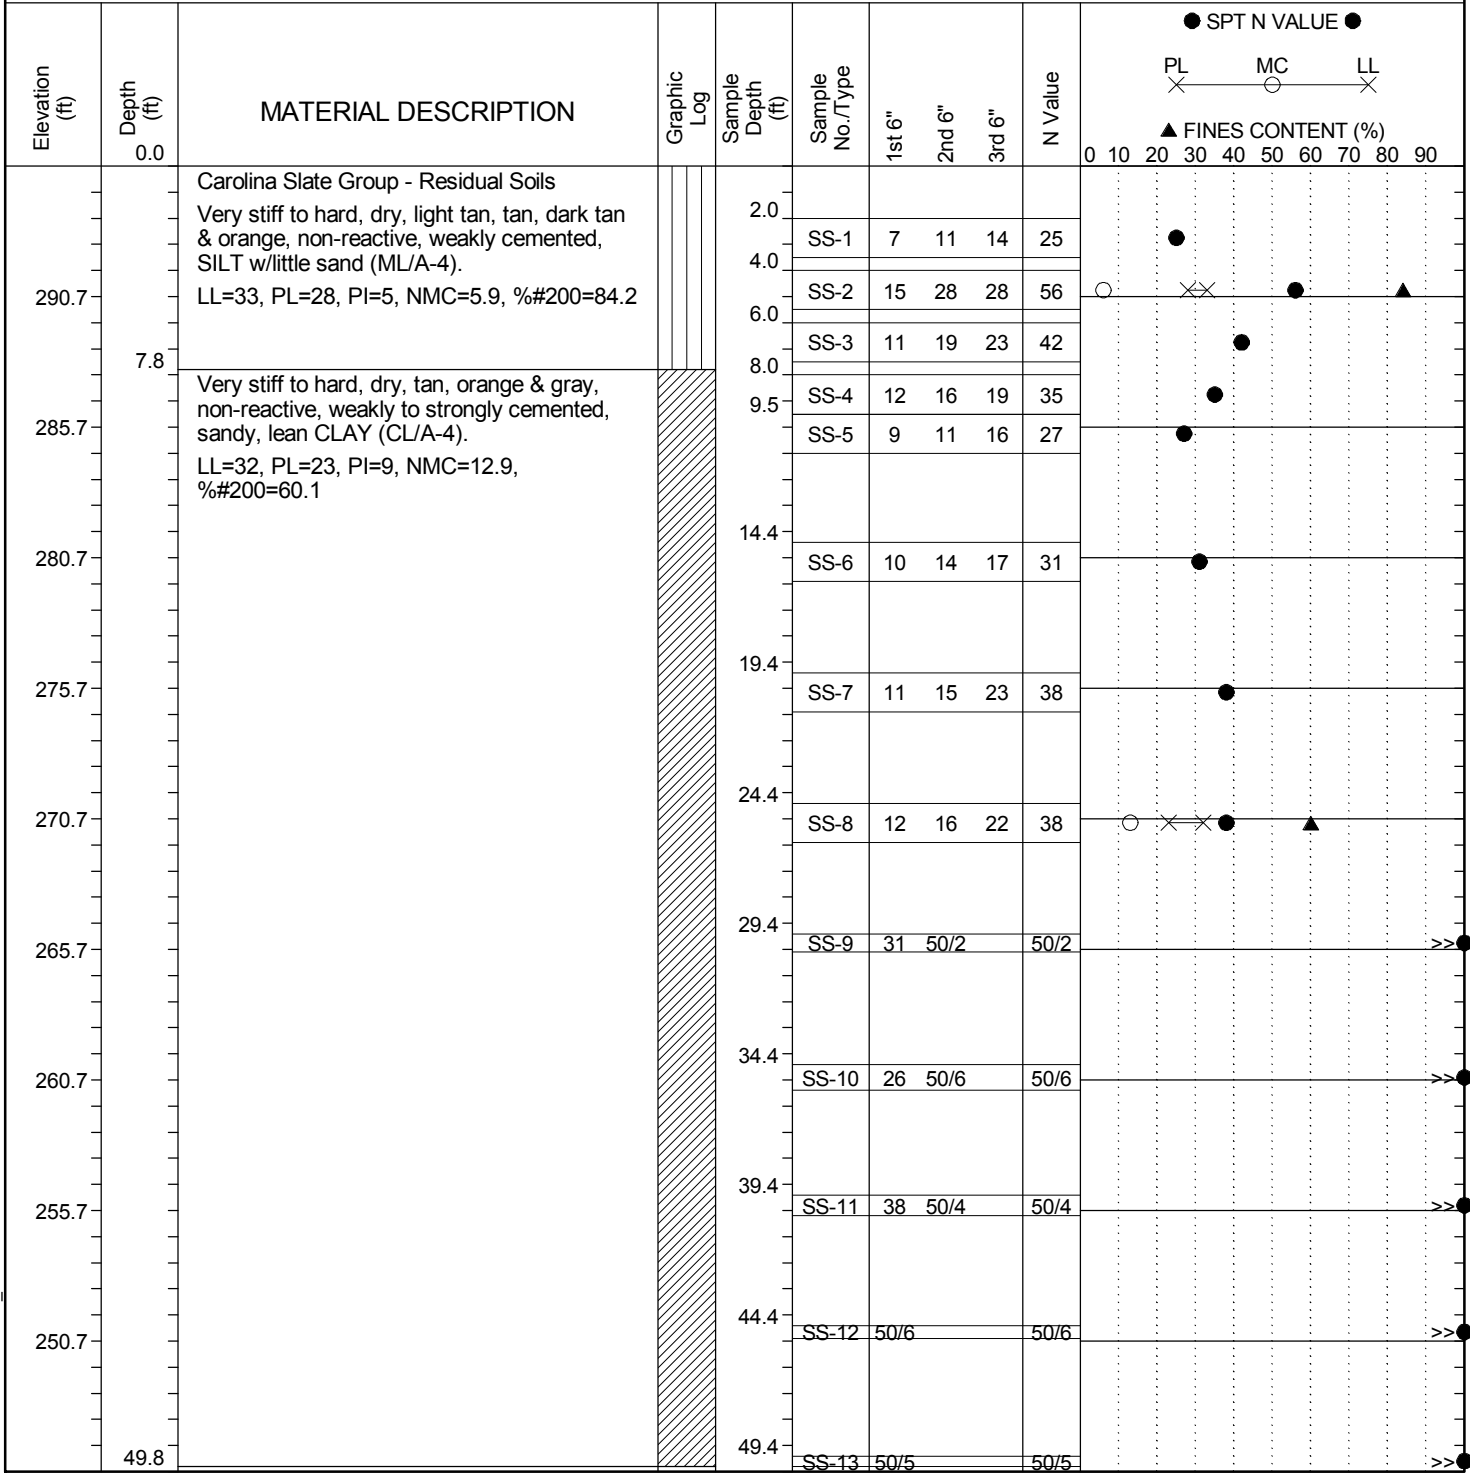 ● SPT N VALUE ●
PL MC LL
▲ FINES CONTENT (%)
0 10 20 30 40 50 60 70 80 90
Elevation (ft)
Depth (ft)
0.0
MATERIAL DESCRIPTION
Graphic Log
Sample Depth (ft)
Sample No./Type
1st 6"
2nd 6"
3rd 6"
N Value
Carolina Slate Group - Residual Soils
Very stiff to hard, dry, light tan, tan, dark tan
& orange, non-reactive, weakly cemented,
SILT w/little sand (ML/A-4).
LL=33, PL=28, PI=5, NMC=5.9, %#200=84.2
7.8
Very stiff to hard, dry, tan, orange & gray,
non-reactive, weakly to strongly cemented,
sandy, lean CLAY (CL/A-4).
LL=32, PL=23, PI=9, NMC=12.9,
%#200=60.1
49.8
290.7
285.7
280.7
275.7
270.7
265.7
260.7
255.7
250.7
2.0
SS-1 7 11 14 25
4.0
SS-2 15 28 28 56
6.0
SS-3 11 19 23 42
8.0
SS-4 12 16 19 35
9.5
SS-5 9 11 16 27
14.4
SS-6 10 14 17 31
19.4
SS-7 11 15 23 38
24.4
SS-8 12 16 22 38
29.4
SS-9 31 50/2 50/2 >>
34.4
SS-10 26 50/6 50/6 >>
39.4
SS-11 38 50/4 50/4 >>
44.4
SS-12 50/6 50/6 >>
49.4
SS-13 50/5 50/5 >>